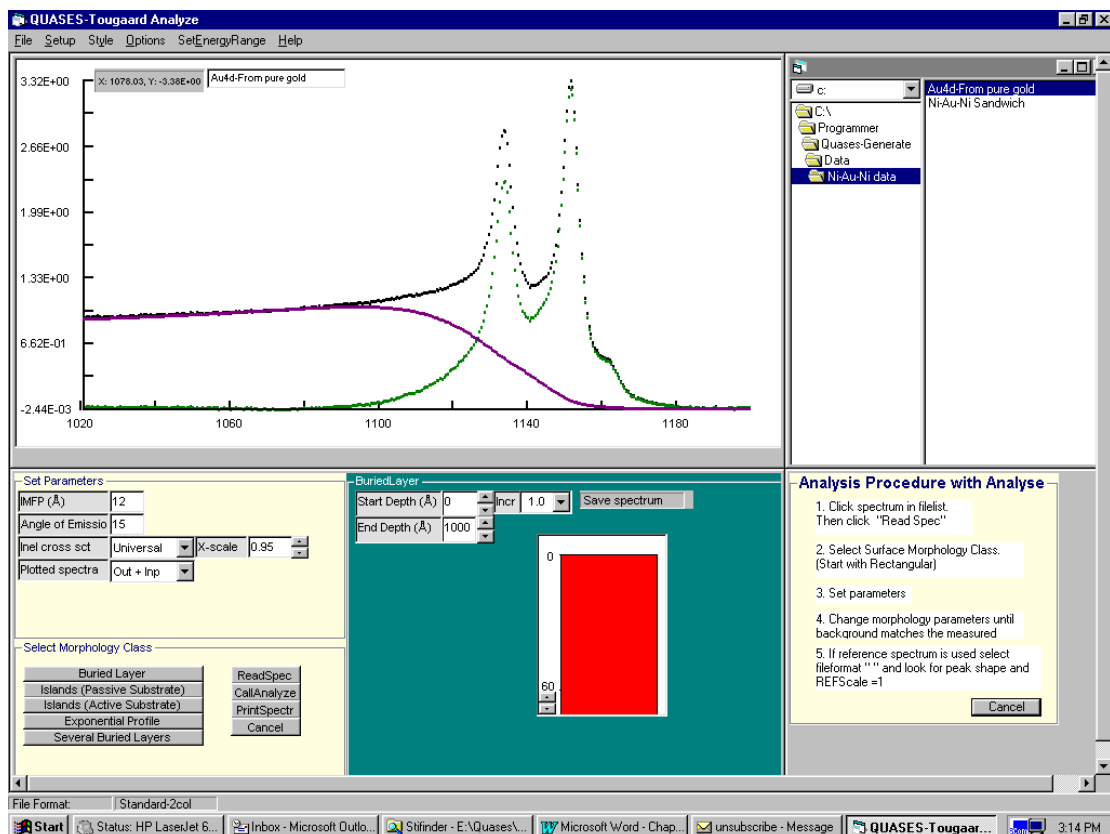 QUASES-Tougaard Analyze
File Setup Style Options SetEnergyRange Help
X: 1078.03, Y: -3.38E+00
Au4d-From pure gold
3.32E+00
2.66E+00
1.99E+00
1.33E+00
6.62E-01
-2.44E-03
1020 1060 1100 1140 1180
c:
C:\
Programmer
Quases-Generate
Data
Ni-Au-Ni data
Au4d-From pure gold
Ni-Au-Ni Sandwich
Set Parameters
IMFP (Å) 12
Angle of Emissio 15
Inel cross sct Universal X-scale 0.95
Plotted spectra Out + Inp
Select Morphology Class
Buried Layer
Islands (Passive Substrate)
Islands (Active Substrate)
Exponential Profile
Several Buried Layers
ReadSpec
CallAnalyze
PrintSpectr
Cancel
BuriedLayer
Start Depth (Å) 0 Incr 1.0 Save spectrum
End Depth (Å) 1000
0
60
Analysis Procedure with Analyse
1. Click spectrum in filelist.
Then click "Read Spec"
2. Select Surface Morphology Class.
(Start with Rectangular)
3. Set parameters
4. Change morphology parameters until
background matches the measured
5. If reference spectrum is used select
fileformat " " and look for peak shape and
REFScale =1
Cancel
File Format: Standard-2col
Start Status: HP LaserJet 6... Inbox - Microsoft Outlo... Stifinder - E:\Quases\... Microsoft Word - Chap... unsubscribe - Message QUASES-Tougaar... 3:14 PM